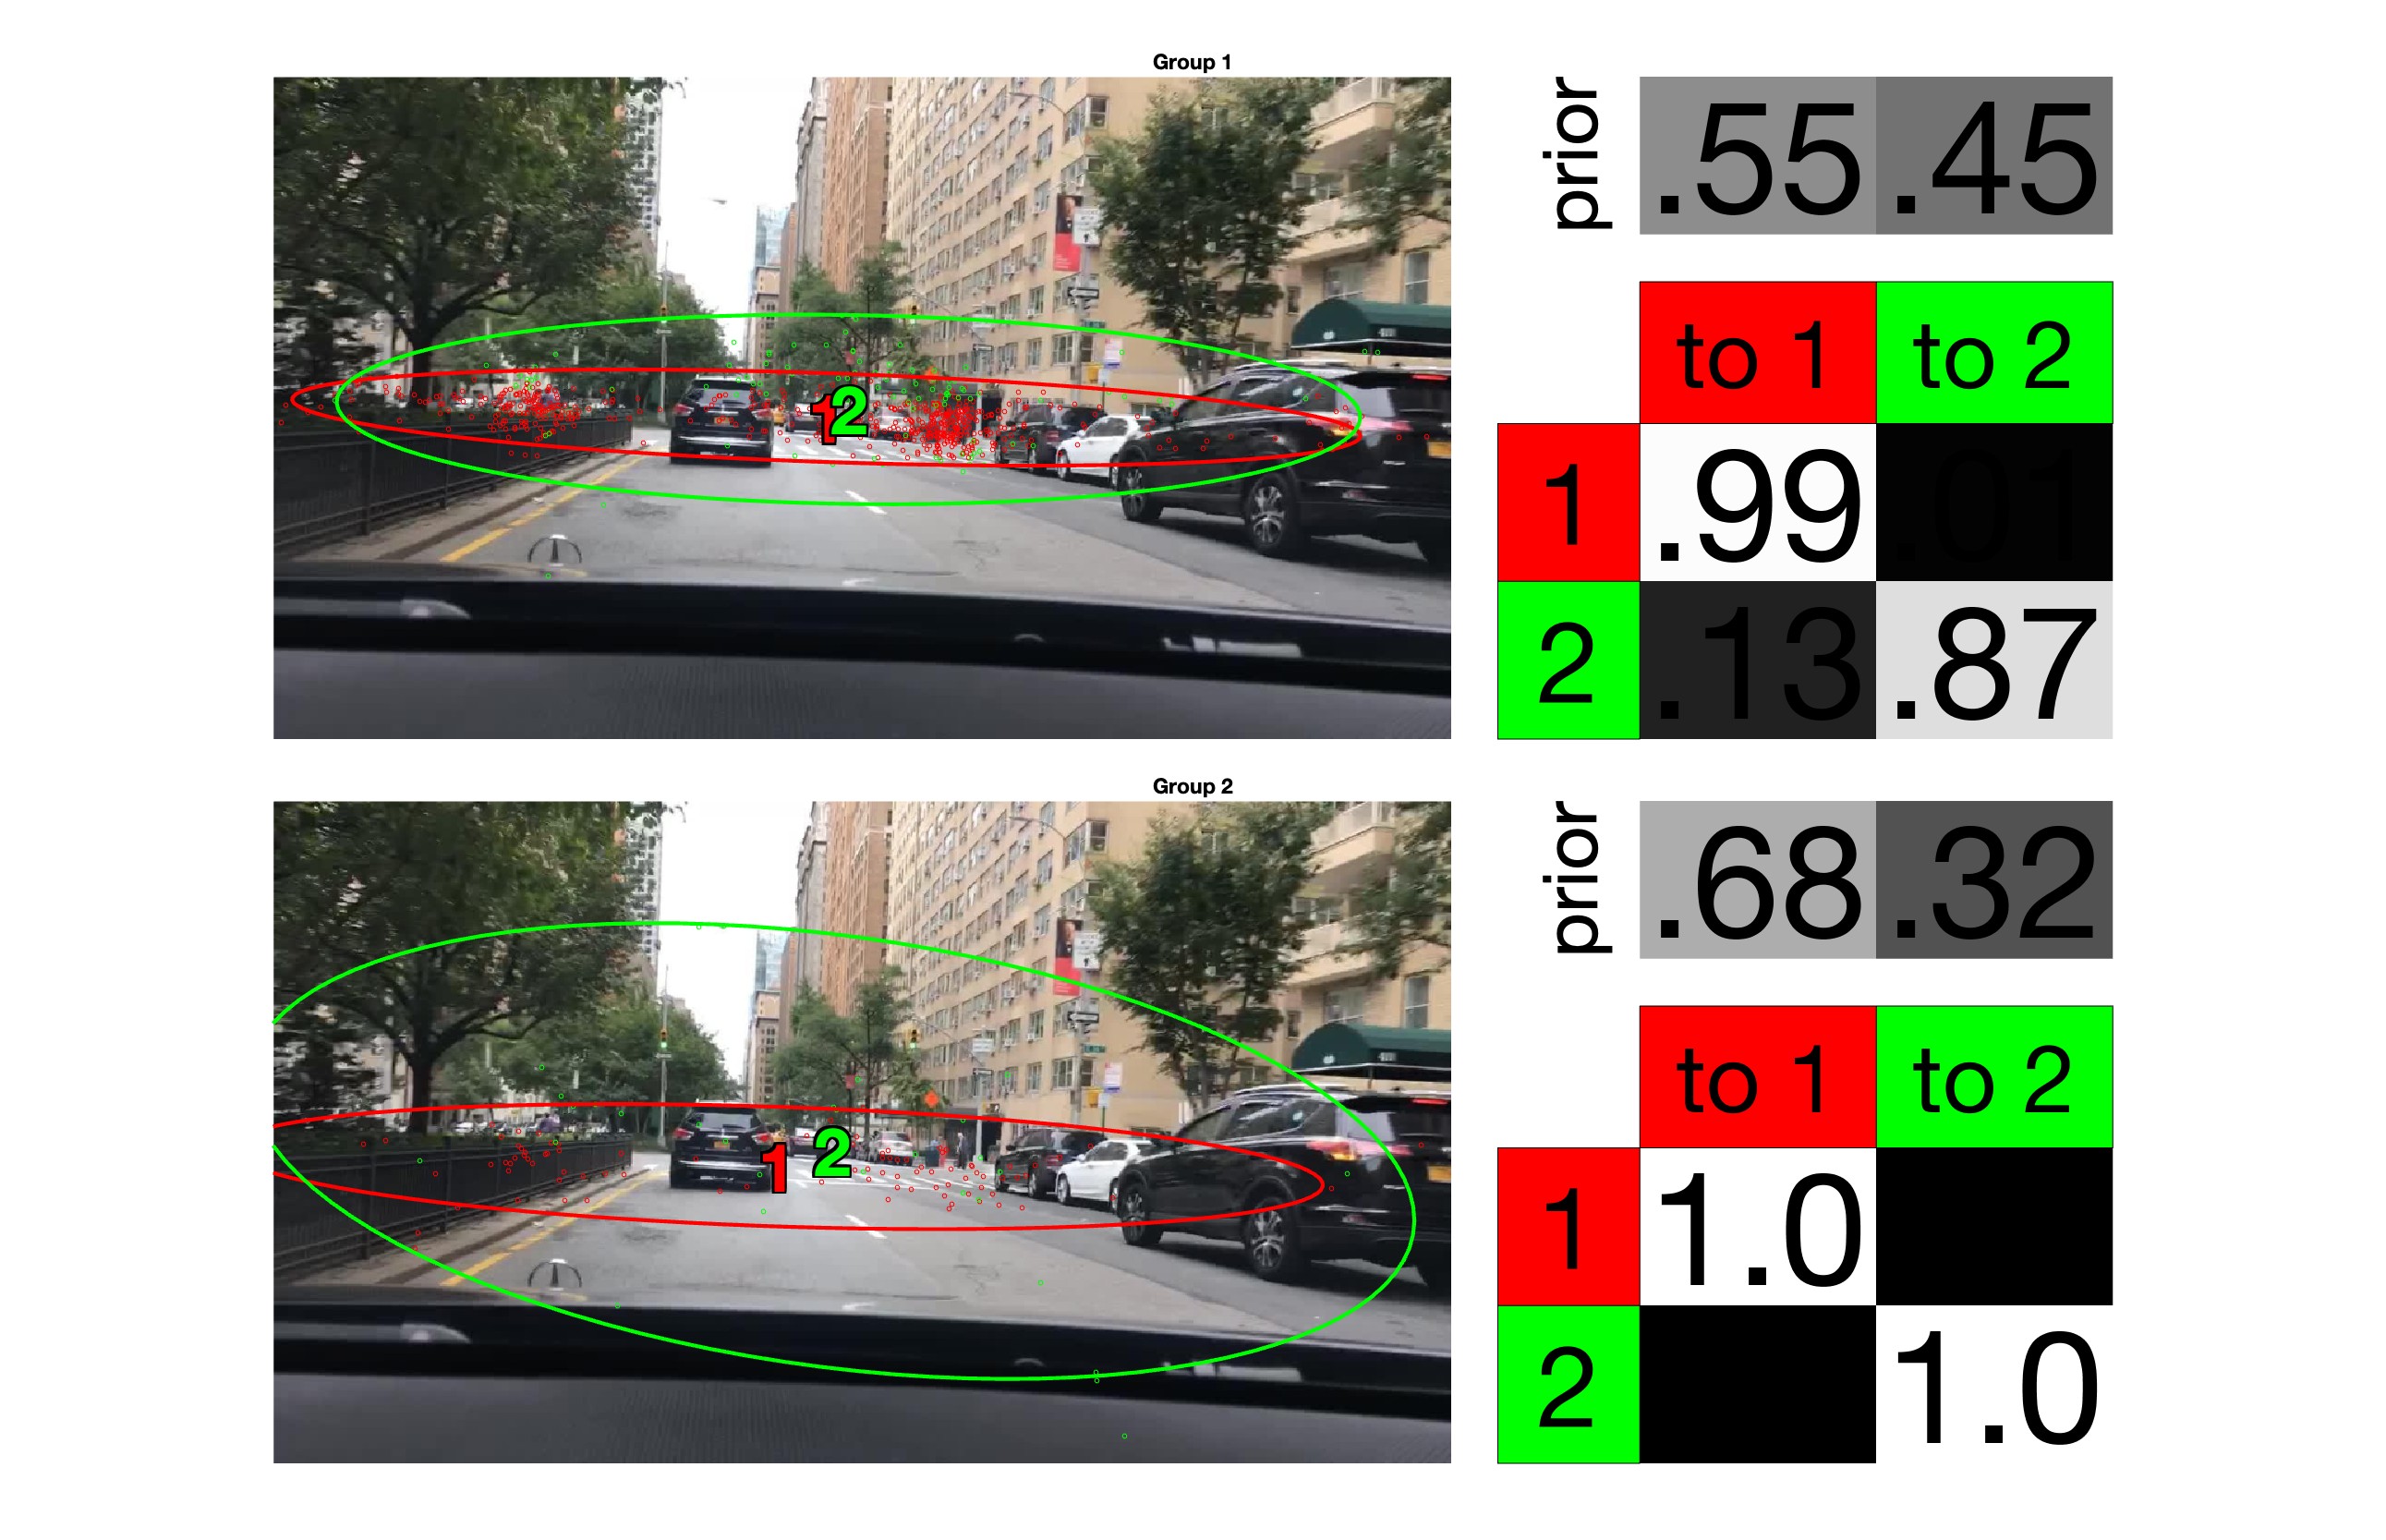 Group 1
1
2
prior
.55 .45
to 1 to 2
1 .99 .01
2 .13 .87
Group 2
1
2
prior
.68 .32
to 1 to 2
1 1.0
2 1.0